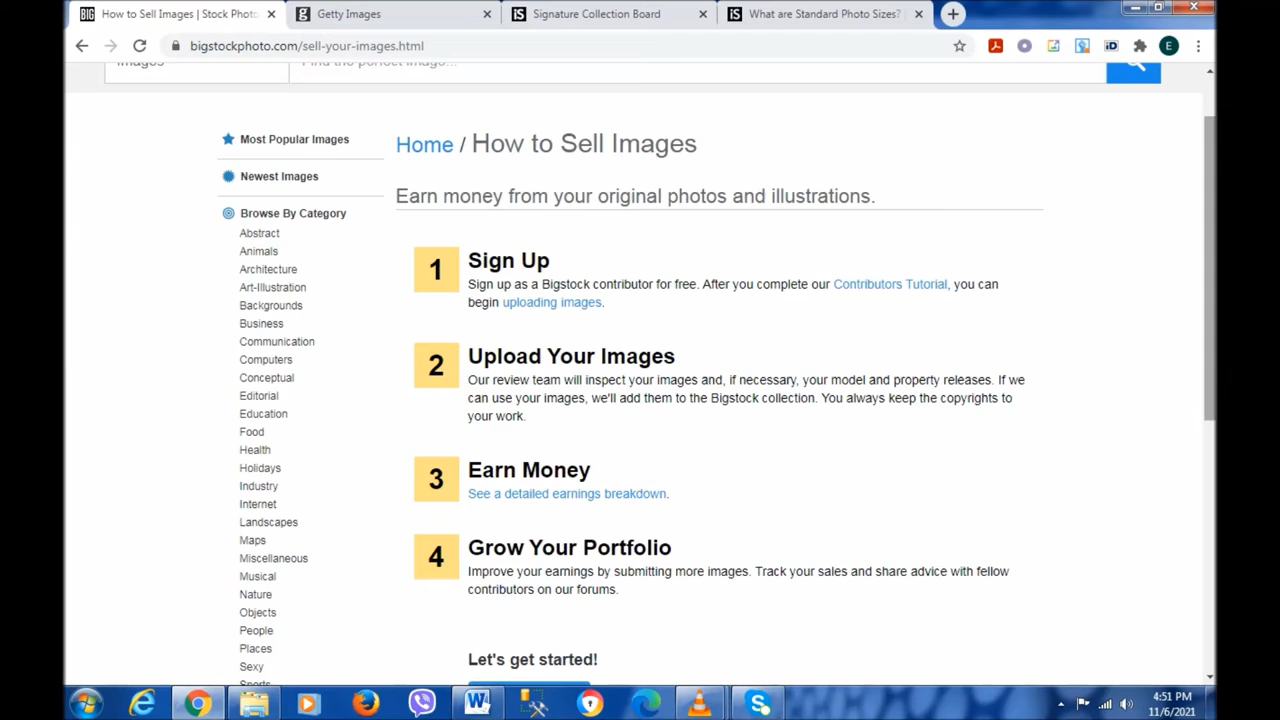 How to Sell Images | Stock Photo
Getty Images
Signature Collection Board
What are Standard Photo Sizes?
bigstockphoto.com/sell-your-images.html
Images
Find the perfect image...
Most Popular Images
Newest Images
Browse By Category
Abstract
Animals
Architecture
Art-Illustration
Backgrounds
Business
Communication
Computers
Conceptual
Editorial
Education
Food
Health
Holidays
Industry
Internet
Landscapes
Maps
Miscellaneous
Musical
Nature
Objects
People
Places
Sexy
Sports
Home / How to Sell Images
Earn money from your original photos and illustrations.
1
Sign Up
Sign up as a Bigstock contributor for free. After you complete our Contributors Tutorial, you can
begin uploading images.
2
Upload Your Images
Our review team will inspect your images and, if necessary, your model and property releases. If we
can use your images, we'll add them to the Bigstock collection. You always keep the copyrights to
your work.
3
Earn Money
See a detailed earnings breakdown.
4
Grow Your Portfolio
Improve your earnings by submitting more images. Track your sales and share advice with fellow
contributors on our forums.
Let's get started!
4:51 PM
11/6/2021